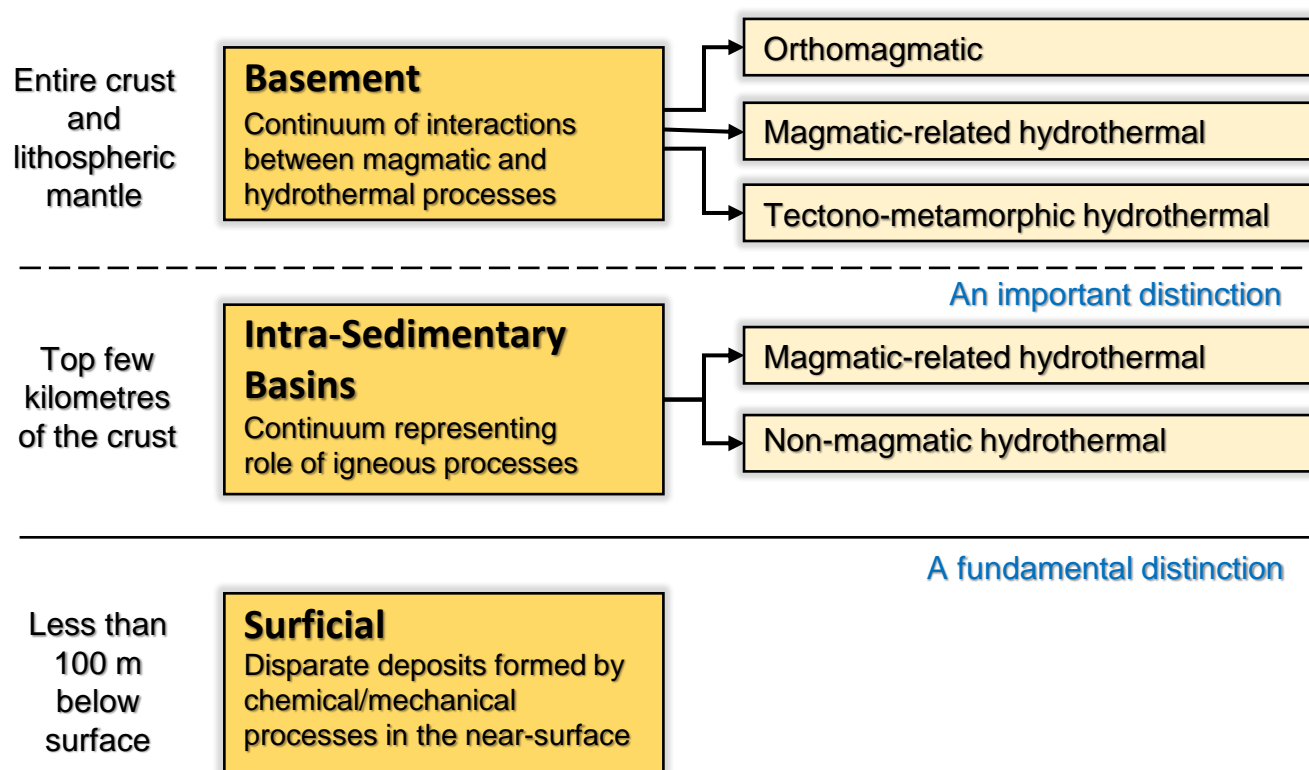 Entire crust
and
lithospheric
mantle
Basement
Continuum of interactions
between magmatic and
hydrothermal processes
Orthomagmatic
Magmatic-related hydrothermal
Tectono-metamorphic hydrothermal
An important distinction
Top few
kilometres
of the crust
Intra-Sedimentary
Basins
Continuum representing
role of igneous processes
Magmatic-related hydrothermal
Non-magmatic hydrothermal
A fundamental distinction
Less than
100 m
below
surface
Surficial
Disparate deposits formed by
chemical/mechanical
processes in the near-surface